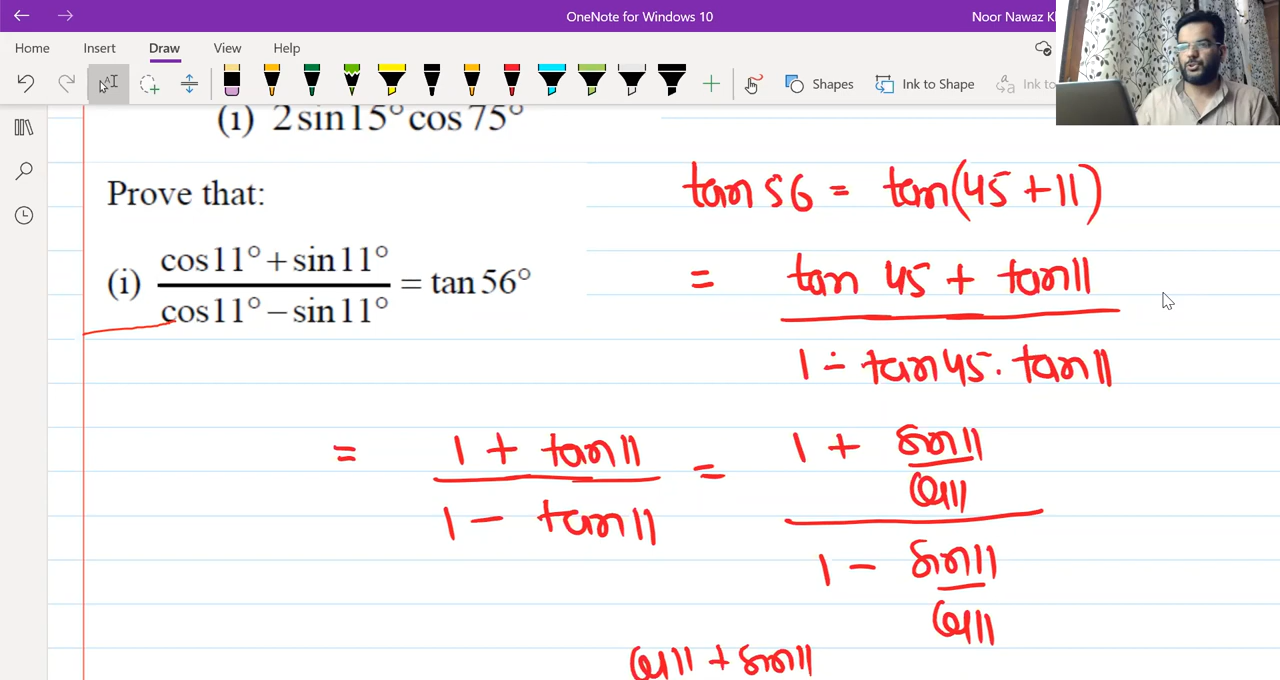 OneNote for Windows 10
Noor Nawaz Kh
Home Insert Draw View Help
Shapes Ink to Shape Ink to
(i) 2 sin 15° cos 75°
Prove that:
(i) cos 11° + sin 11° / cos 11° − sin 11° = tan 56°
tan 56 = tan(45 + 11)
= tan 45 + tan 11 / 1 − tan 45 . tan 11
= 1 + tan 11 / 1 − tan 11 = 1 + sin 11 / cos 11 / 1 − sin 11 / cos 11
cos 11 + sin 11